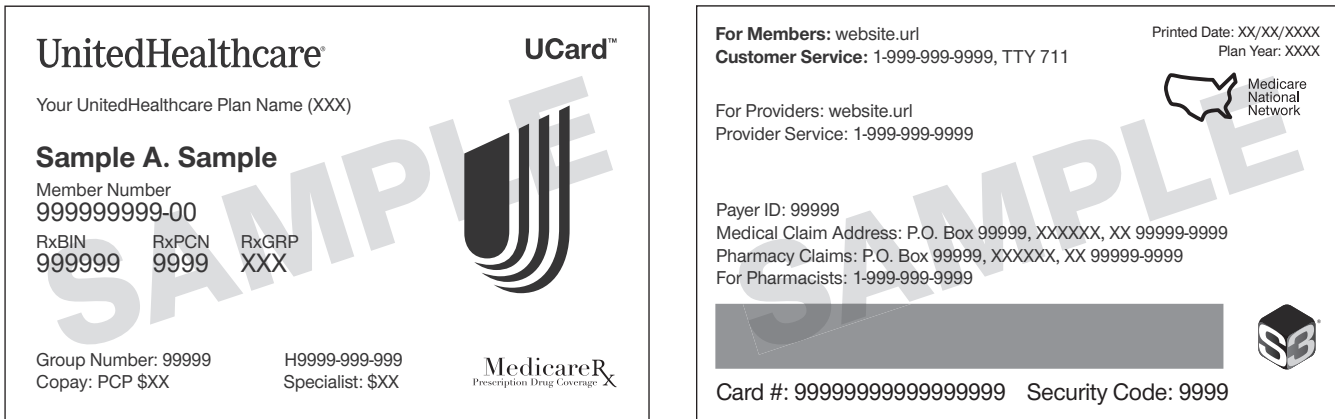 UnitedHealthcare®
UCard™
Your UnitedHealthcare Plan Name (XXX)
Sample A. Sample
Member Number
999999999-00
RxBIN RxPCN RxGRP
999999 9999 XXX
Group Number: 99999 H9999-999-999
Copay: PCP $XX Specialist: $XX
MedicareRx
Prescription Drug Coverage
SAMPLE
For Members: website.url
Customer Service: 1-999-999-9999, TTY 711
Printed Date: XX/XX/XXXX
Plan Year: XXXX
Medicare
National
Network
For Providers: website.url
Provider Service: 1-999-999-9999
Payer ID: 99999
Medical Claim Address: P.O. Box 99999, XXXXXX, XX 99999-9999
Pharmacy Claims: P.O. Box 99999, XXXXXX, XX 99999-9999
For Pharmacists: 1-999-999-9999
S3®
Card #: 99999999999999999 Security Code: 9999
SAMPLE